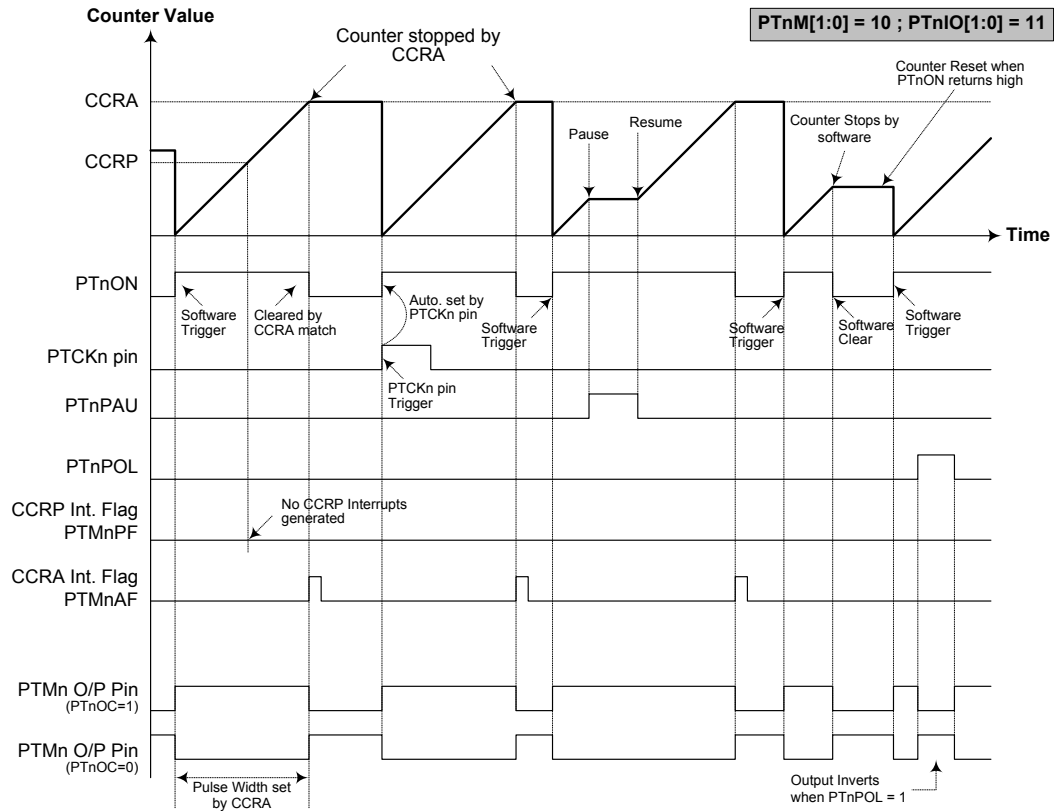 Counter Value
PTnM[1:0] = 10 ; PTnIO[1:0] = 11
Counter stopped by
CCRA
Counter Reset when
PTnON returns high
CCRA
Pause
Resume
Counter Stops by
software
CCRP
Time
PTnON
Software
Trigger
Cleared by
CCRA match
Auto. set by
PTCKn pin
Software
Trigger
Software
Trigger
Software
Clear
Software
Trigger
PTCKn pin
PTCKn pin
Trigger
PTnPAU
PTnPOL
CCRP Int. Flag
PTMnPF
No CCRP Interrupts
generated
CCRA Int. Flag
PTMnAF
PTMn O/P Pin
(PTnOC=1)
PTMn O/P Pin
(PTnOC=0)
Pulse Width set
by CCRA
Output Inverts
when PTnPOL = 1